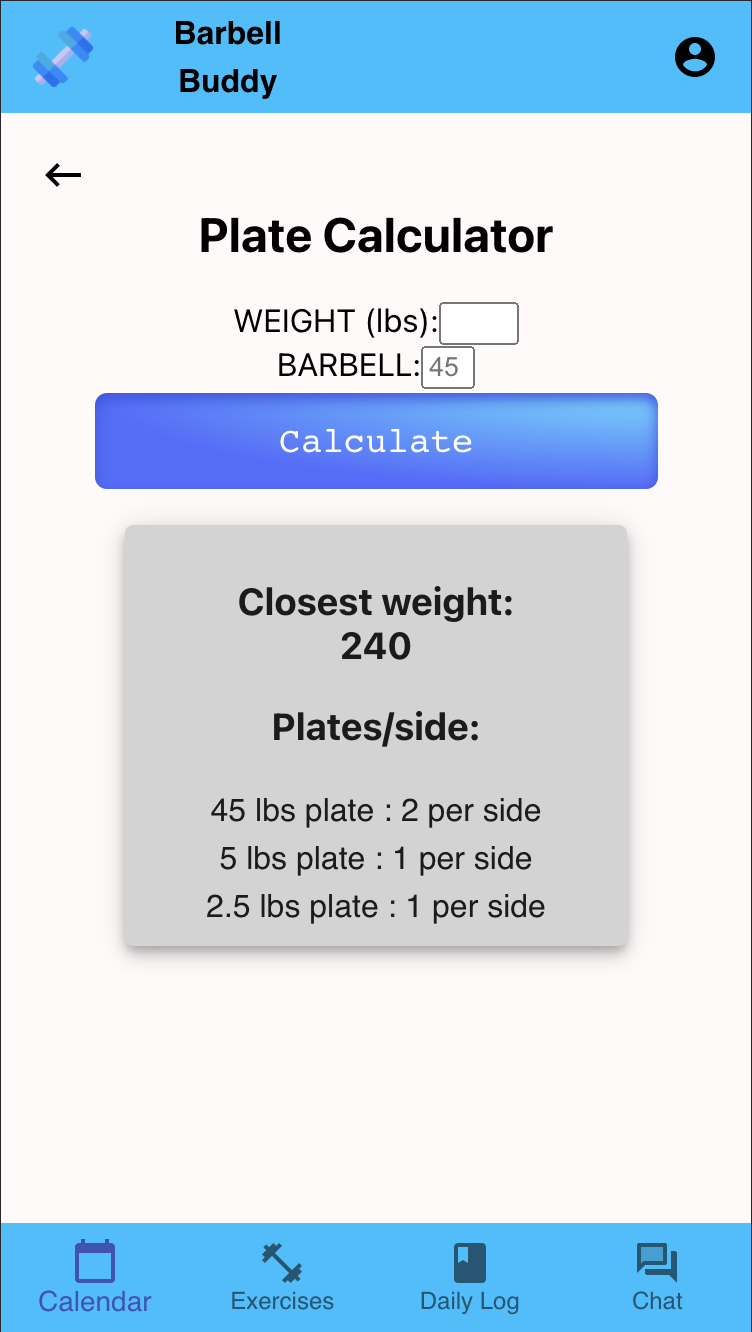 Barbell
Buddy
Plate Calculator
WEIGHT (lbs):
BARBELL: 45
Calculate
Closest weight:
240
Plates/side:
45 lbs plate : 2 per side
5 lbs plate : 1 per side
2.5 lbs plate : 1 per side
Calendar Exercises Daily Log Chat